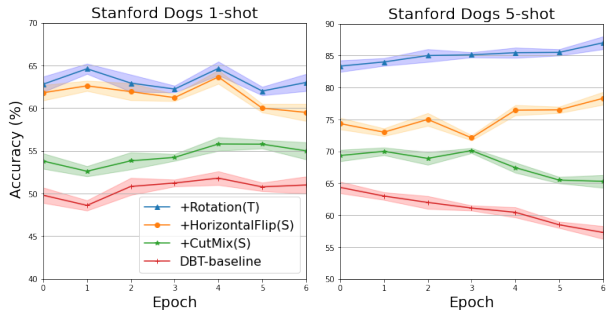 Stanford Dogs 1-shot
Stanford Dogs 5-shot
Accuracy (%)
70
65
60
55
50
45
40
0 1 2 3 4 5 6
Epoch
+Rotation(T)
+HorizontalFlip(S)
+CutMix(S)
DBT-baseline
90
85
80
75
70
65
60
55
50
0 1 2 3 4 5 6
Epoch